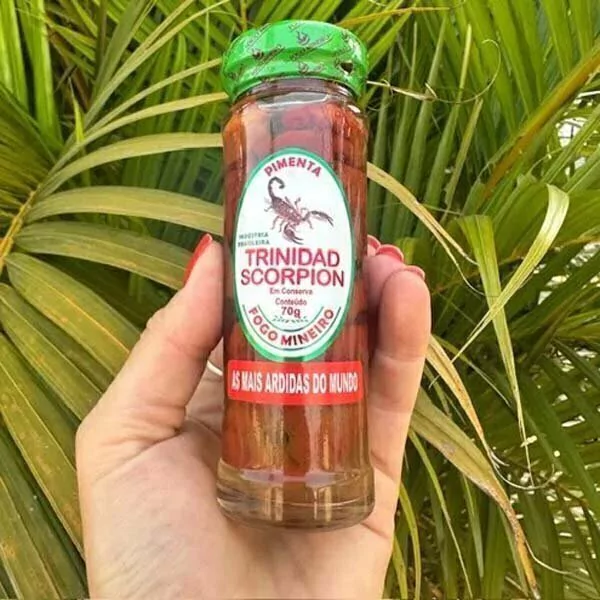 PIMENTA
INDÚSTRIA
BRASILEIRA
TRINIDAD
SCORPION
Em Conserva
Conteúdo
70g
FOGO MINEIRO
AS MAIS ARDIDAS DO MUNDO